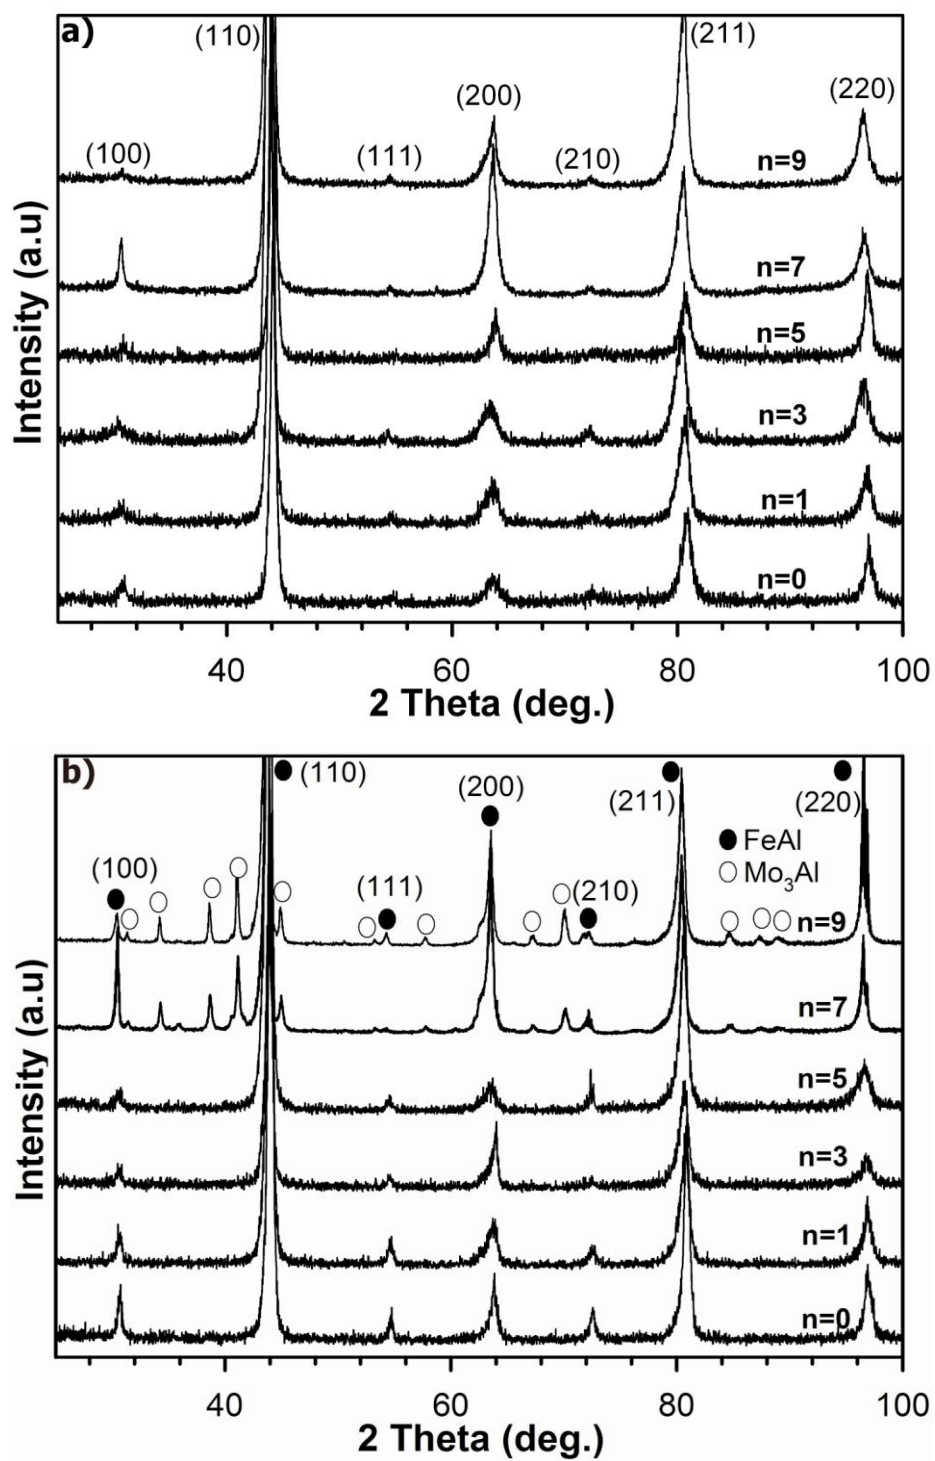 a)
(110)
(211)
(200)
(220)
(100)
(111)
(210)
n=9
n=7
n=5
n=3
n=1
n=0
Intensity (a.u)
40
60
80
100
2 Theta (deg.)
b)
(110)
(200)
(211)
(220)
FeAl
Mo3Al
(100)
(111)
(210)
n=9
n=7
n=5
n=3
n=1
n=0
Intensity (a.u)
40
60
80
100
2 Theta (deg.)